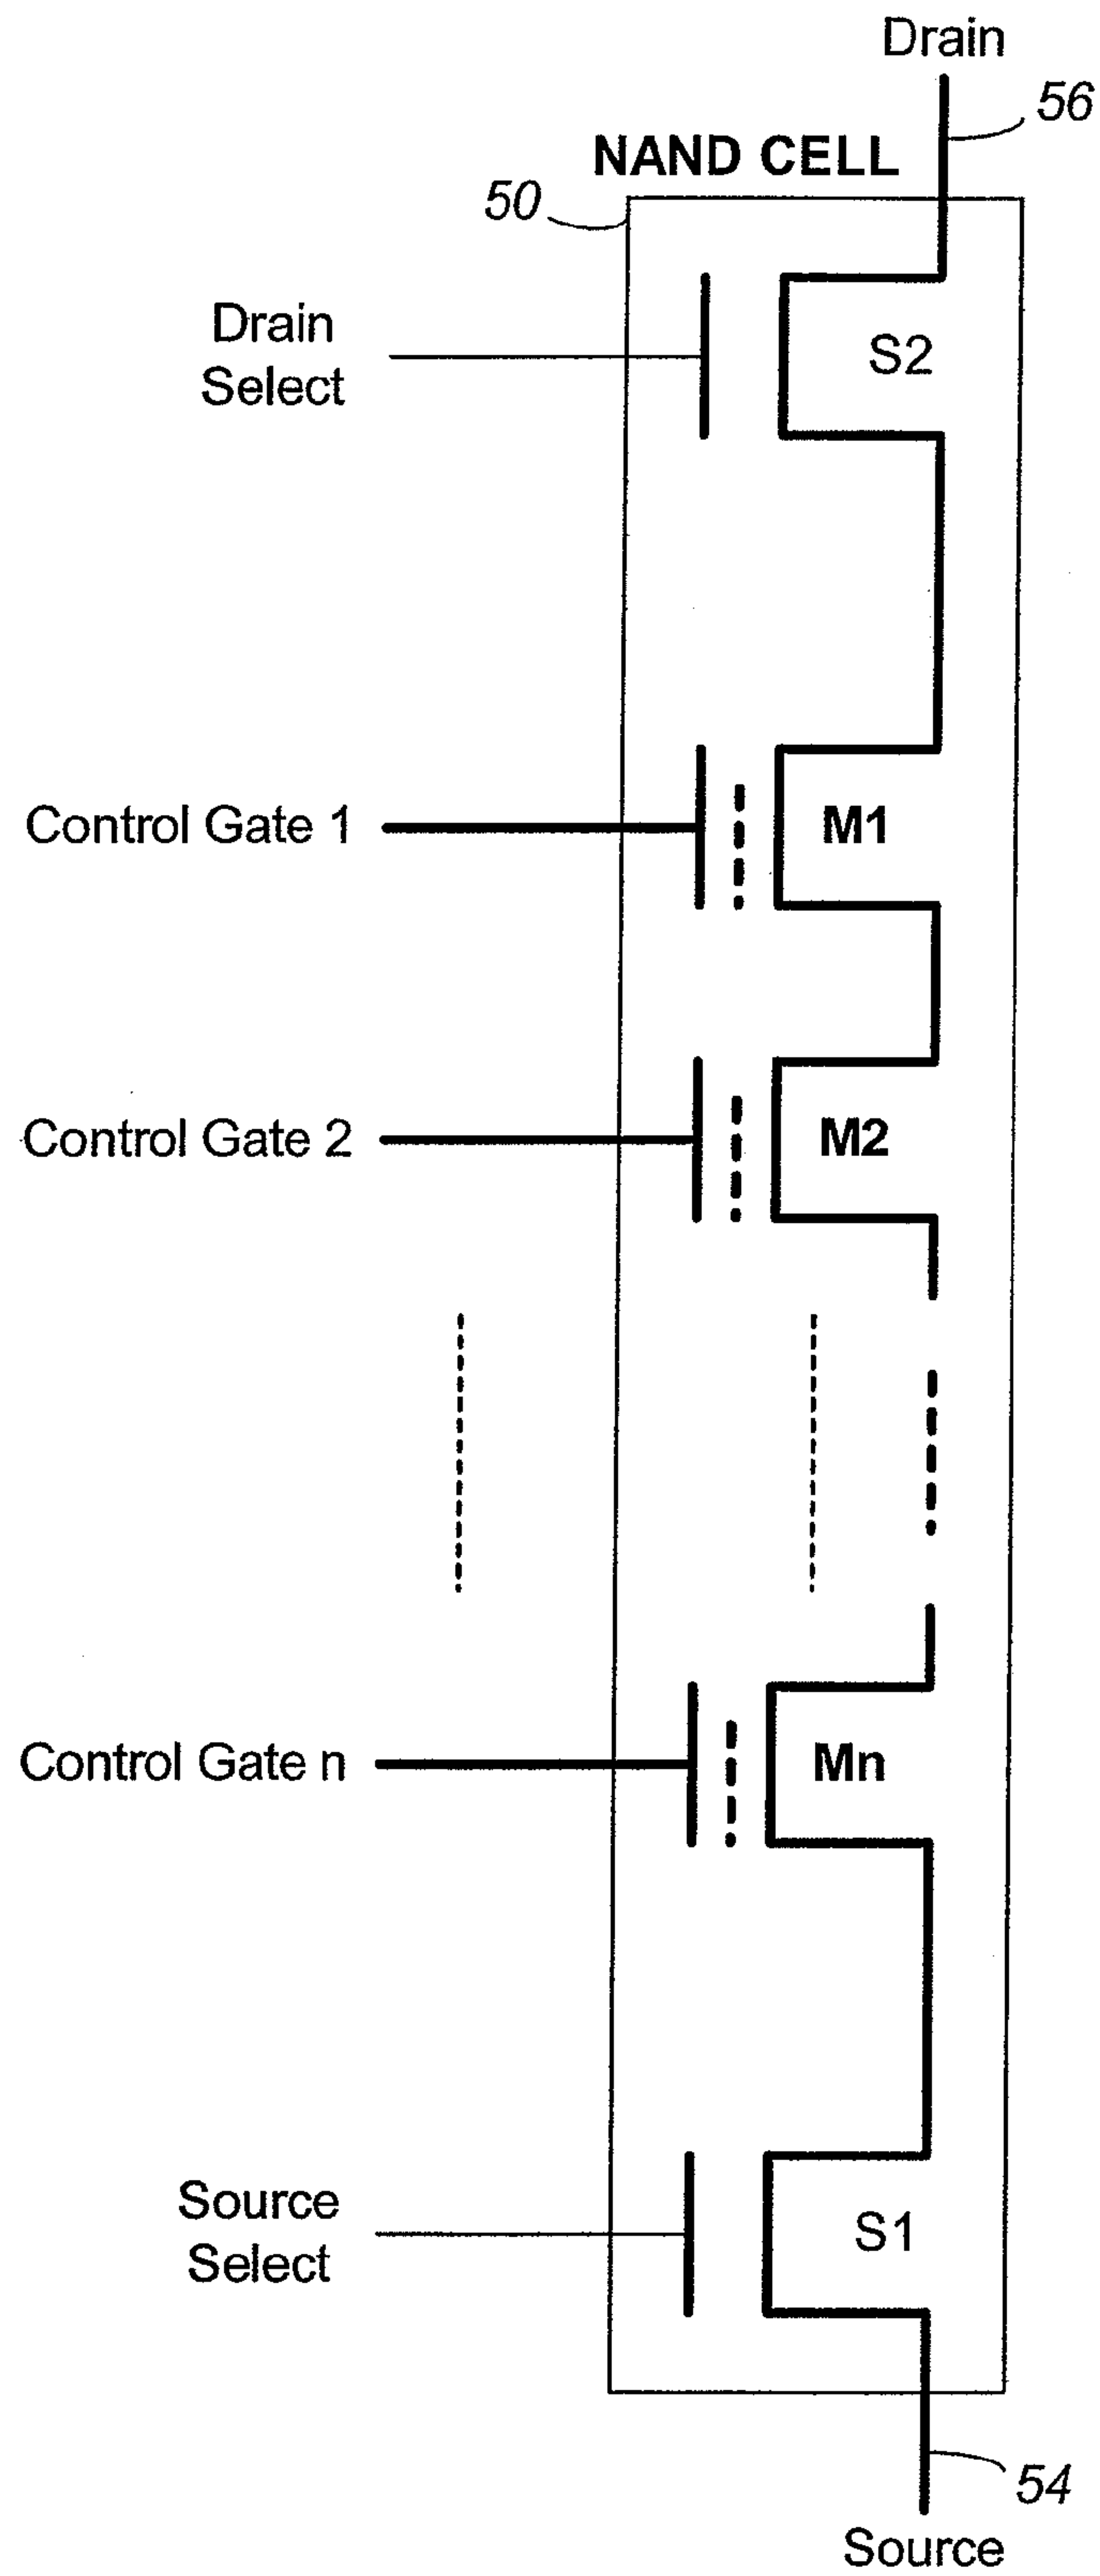 Drain
56
NAND CELL
50
Drain
Select
S2
Control Gate 1
M1
Control Gate 2
M2
Control Gate n
Mn
Source
Select
S1
54
Source